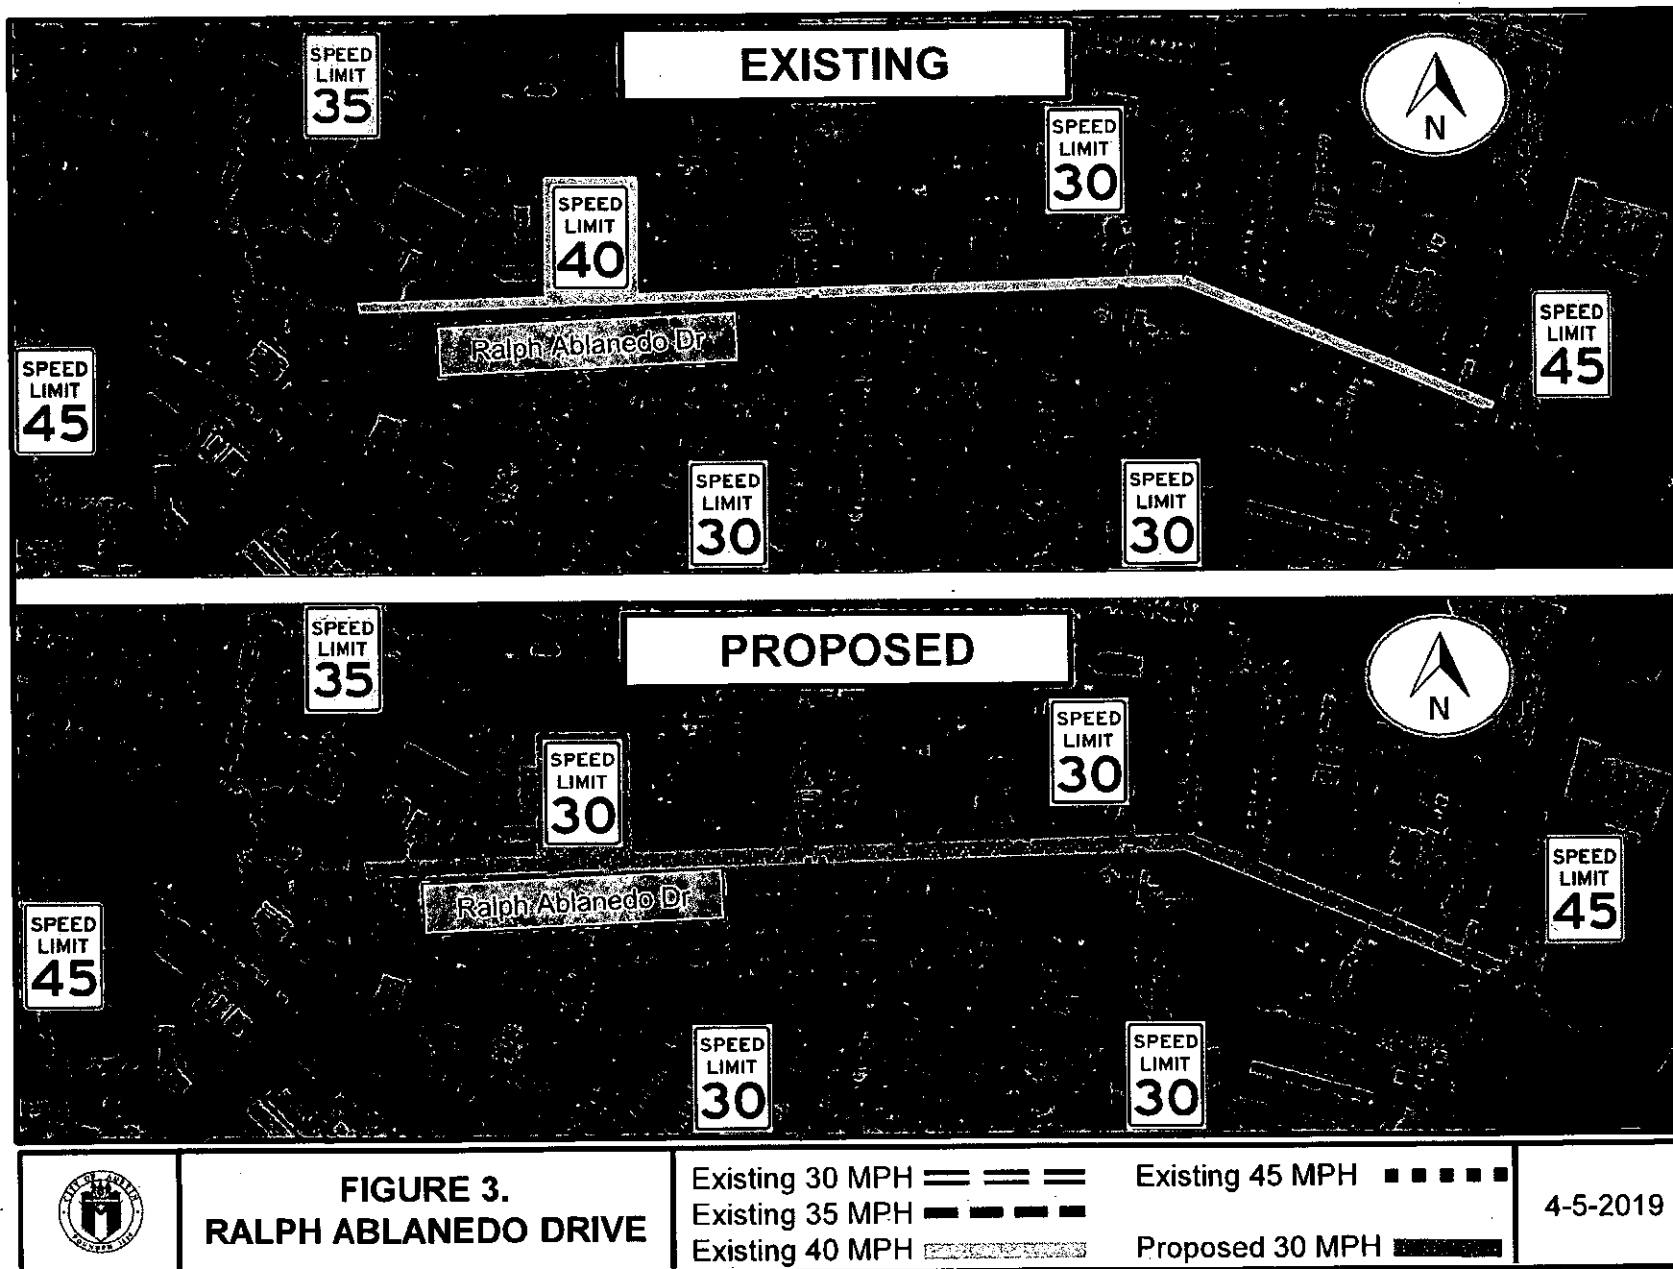 EXISTING
SPEED
LIMIT
35
SPEED
LIMIT
30
N
SPEED
LIMIT
40
Ralph Ablanedo Dr
SPEED
LIMIT
45
SPEED
LIMIT
45
SPEED
LIMIT
30
SPEED
LIMIT
30
PROPOSED
SPEED
LIMIT
35
SPEED
LIMIT
30
N
SPEED
LIMIT
30
Ralph Ablanedo Dr
SPEED
LIMIT
45
SPEED
LIMIT
45
SPEED
LIMIT
30
SPEED
LIMIT
30
CITY OF AUSTIN
FIGURE 3.
RALPH ABLANEDO DRIVE
Existing 30 MPH
Existing 35 MPH
Existing 40 MPH
Existing 45 MPH
Proposed 30 MPH
4-5-2019